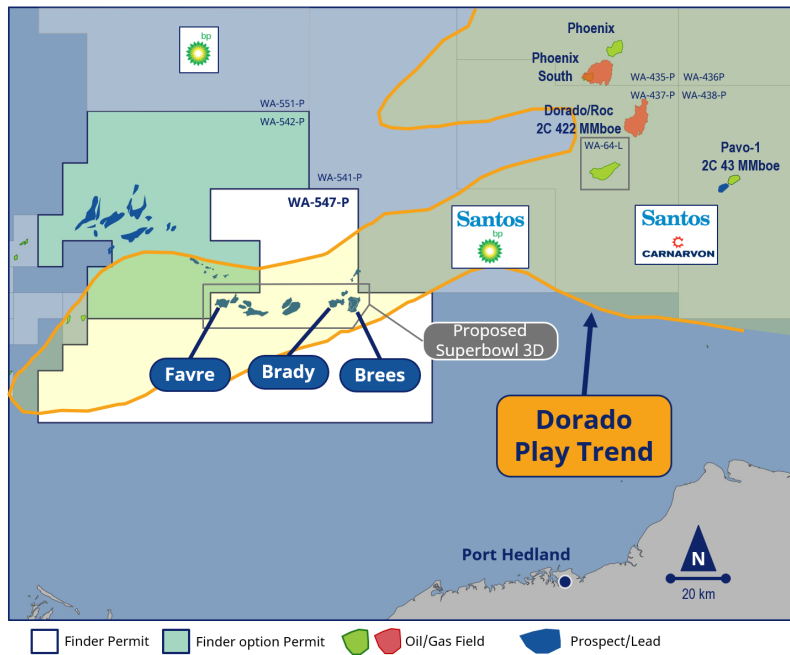 bp
Phoenix
Phoenix
South
WA-435-P
WA-436P
WA-551-P
WA-542-P
WA-437-P
WA-438-P
Dorado/Roc
2C 422 MMboe
WA-64-L
Pavo-1
2C 43 MMboe
WA-541-P
WA-547-P
Santos
bp
Santos
CARNARVON
Proposed
Superbowl 3D
Favre
Brady
Brees
Dorado
Play Trend
Port Hedland
N
20 km
Finder Permit
Finder option Permit
Oil/Gas Field
Prospect/Lead